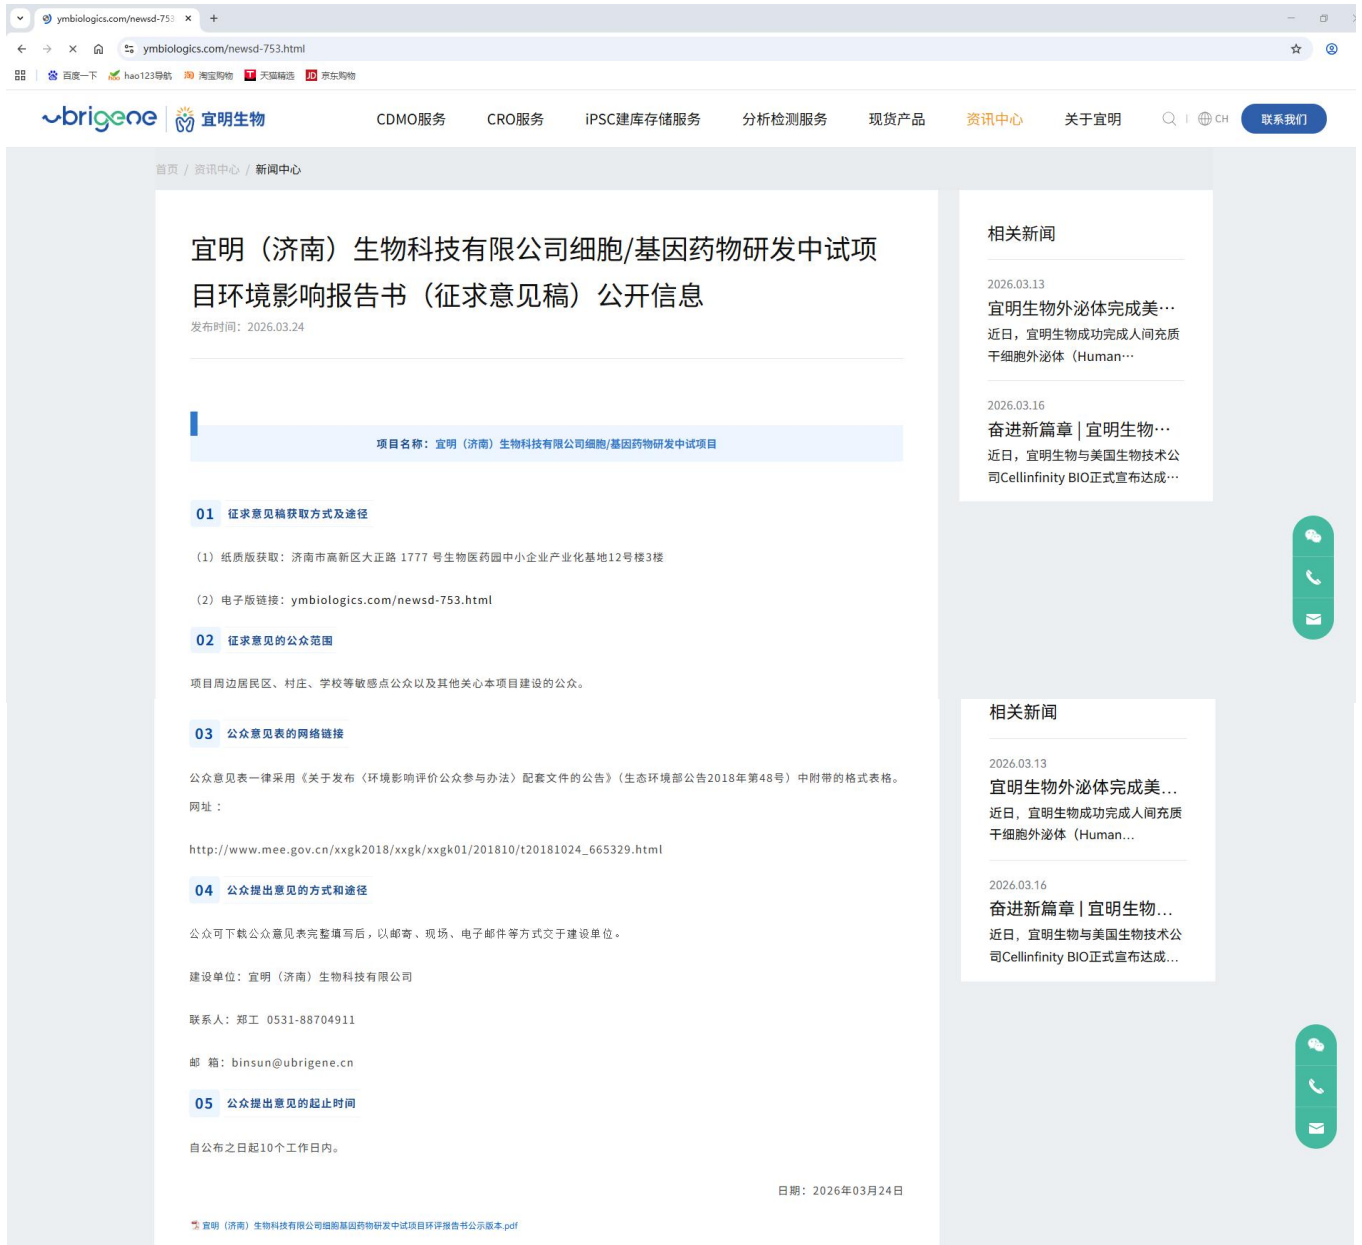 ymbiologics.com/newsd-753
ymbiologics.com/newsd-753.html
百度一下 hao123导航 淘宝购物 天猫精选 JD 京东购物
ubrigene 宜明生物 CDMO服务 CRO服务 iPSC建库存储服务 分析检测服务 现货产品 资讯中心 关于宜明 CH 联系我们
首页 / 资讯中心 / 新闻中心
宜明（济南）生物科技有限公司细胞/基因药物研发中试项
目环境影响报告书（征求意见稿）公开信息
发布时间：2026.03.24
项目名称：宜明（济南）生物科技有限公司细胞/基因药物研发中试项目
01 征求意见稿获取方式及途径
（1）纸质版获取：济南市高新区大正路 1777 号生物医药园中小企业产业化基地12号楼3楼
（2）电子版链接：ymbiologics.com/newsd-753.html
02 征求意见的公众范围
项目周边居民区、村庄、学校等敏感点公众以及其他关心本项目建设的公众。
03 公众意见表的网络链接
公众意见表一律采用《关于发布〈环境影响评价公众参与办法〉配套文件的公告》（生态环境部公告2018年第48号）中附带的格式表格。
网址：
http://www.mee.gov.cn/xxgk2018/xxgk/xxgk01/201810/t20181024_665329.html
04 公众提出意见的方式和途径
公众可下载公众意见表完整填写后，以邮寄、现场、电子邮件等方式交于建设单位。
建设单位：宜明（济南）生物科技有限公司
联系人：郑工 0531-88704911
邮 箱：binsun@ubrigene.cn
05 公众提出意见的起止时间
自公布之日起10个工作日内。
日期：2026年03月24日
宜明（济南）生物科技有限公司细胞基因药物研发中试项目环评报告书公示版本.pdf
相关新闻
2026.03.13
宜明生物外泌体完成美…
近日，宜明生物成功完成人间充质
干细胞外泌体（Human…
2026.03.16
奋进新篇章 | 宜明生物…
近日，宜明生物与美国生物技术公
司Cellinfinity BIO正式宣布达成…
相关新闻
2026.03.13
宜明生物外泌体完成美...
近日，宜明生物成功完成人间充质
干细胞外泌体（Human...
2026.03.16
奋进新篇章 | 宜明生物...
近日，宜明生物与美国生物技术公
司Cellinfinity BIO正式宣布达成...